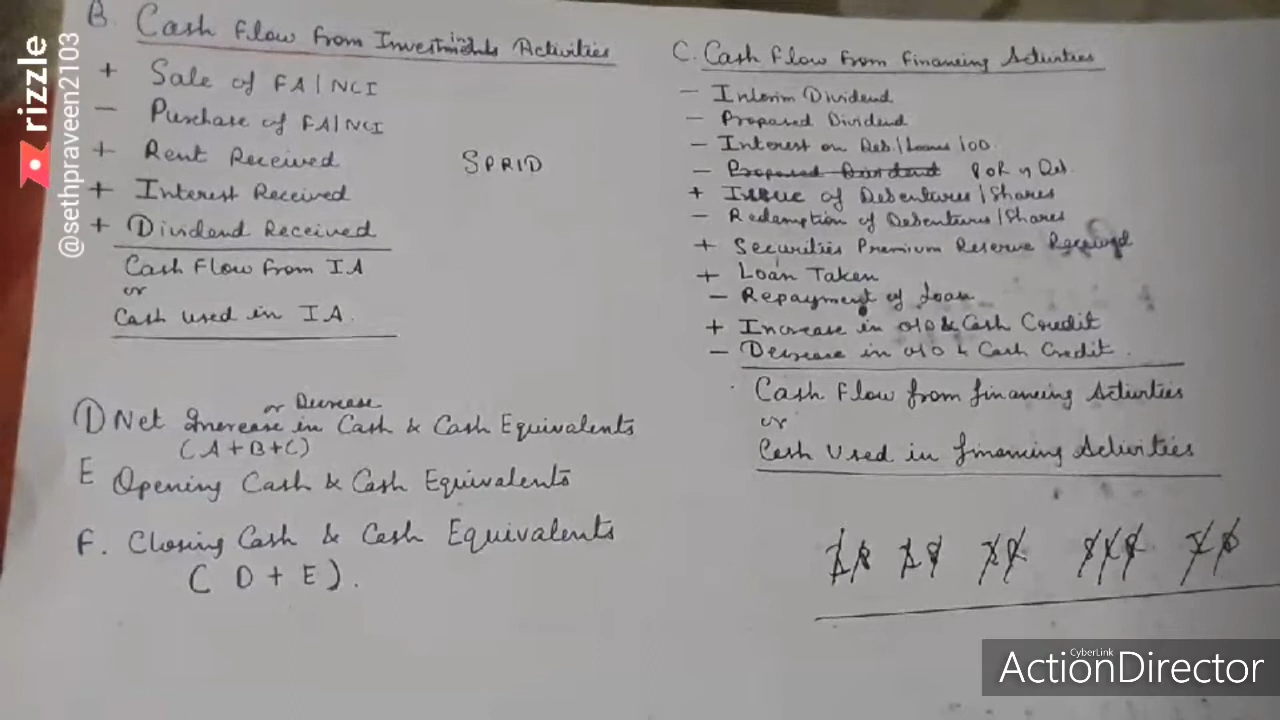 B. Cash Flow from Investing Activities
+ Sale of FA/NCI
- Purchase of FA/NCI
+ Rent Received
+ Interest Received
+ Dividend Received
SPRID
Cash Flow from IA
or
Cash used in IA.
C. Cash Flow from Financing Activities
- Interim Dividend
- Proposed Dividend
- Interest on Deb./Loans/OD
- Proposed Dividend P on R of Deb.
+ Issue of Debentures/Shares
- Redemption of Debentures/Shares
+ Securities Premium Reserve Received
+ Loan Taken
- Repayment of Loan
+ Increase in O/D & Cash Credit
- Decrease in O/D & Cash Credit.
Cash Flow from financing Activities
or
Cash Used in financing Activities
D Net Increase or Decrease in Cash & Cash Equivalents
(A+B+C)
E Opening Cash & Cash Equivalents
F. Closing Cash & Cash Equivalents
(D+E).
rizzle
@sethpraveen2103
CyberLink
ActionDirector